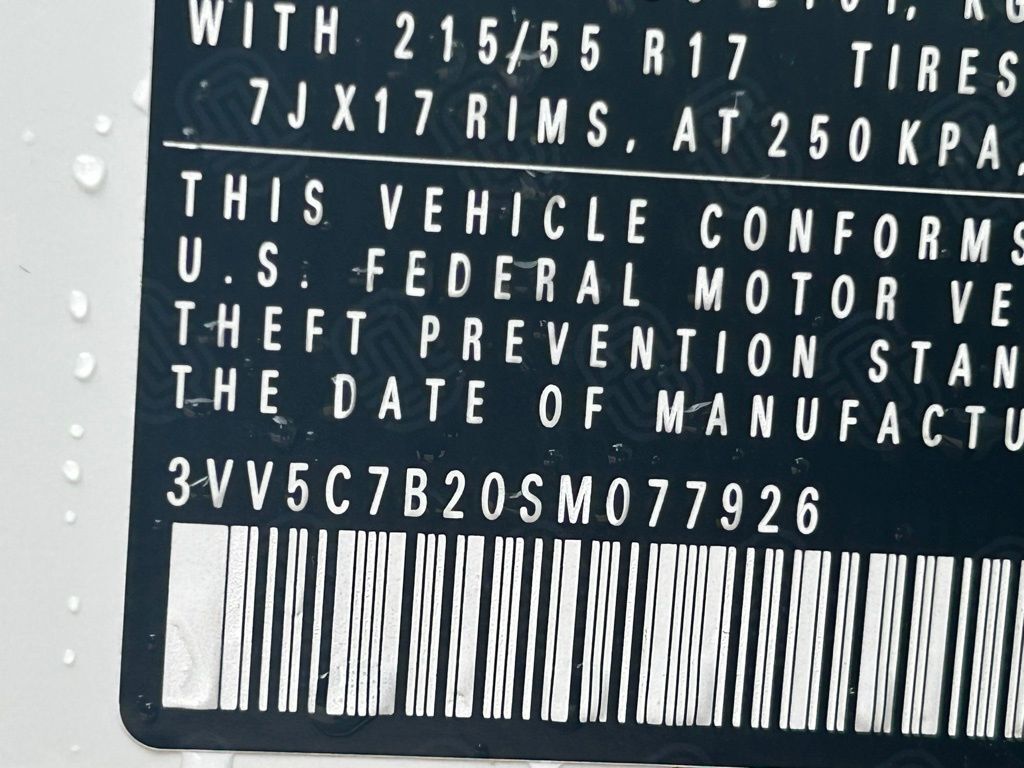 WITH 215/55 R17 TIRES
7JX17 RIMS, AT 250 KPA,
THIS VEHICLE CONFORMS
U.S. FEDERAL MOTOR VE
THEFT PREVENTION STAN
THE DATE OF MANUFACTU
3VV5C7B20SM077926